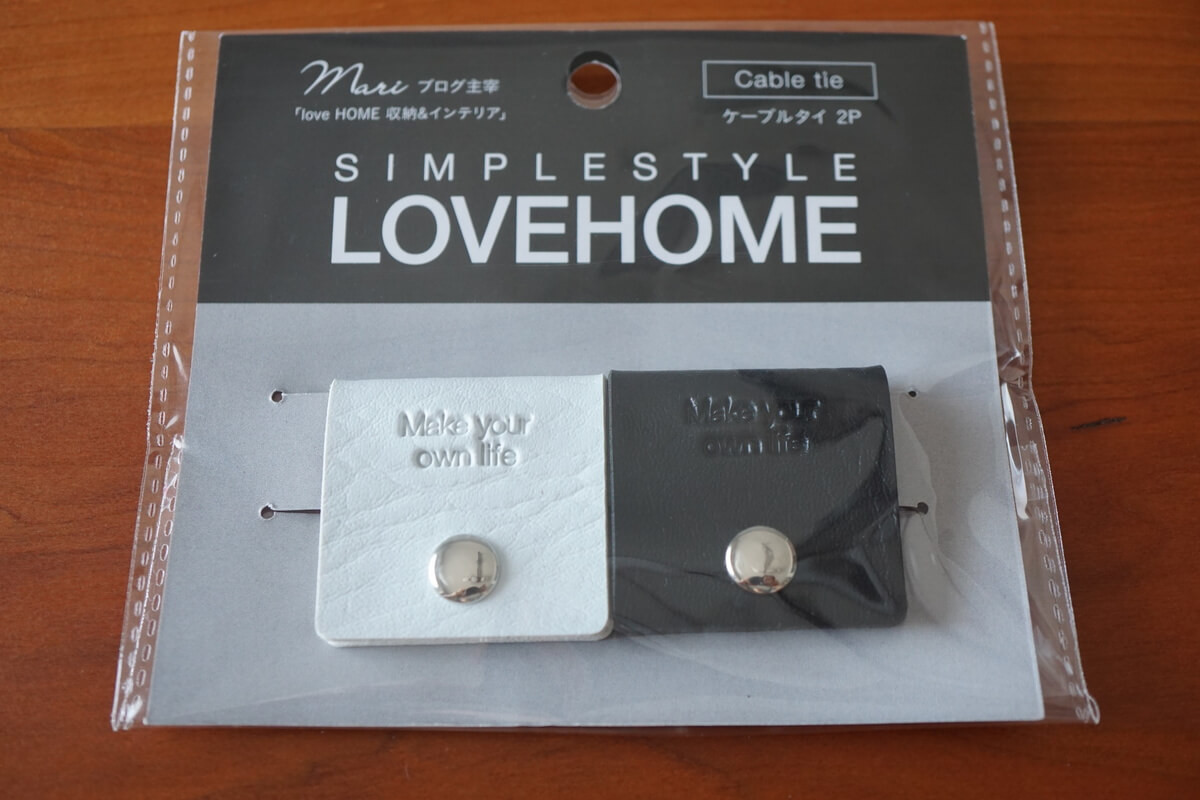 Mari ブログ主宰
「love HOME 収納&インテリア」
Cable tie
ケーブルタイ 2P
SIMPLESTYLE
LOVEHOME
Make your
own life
Make your
own life